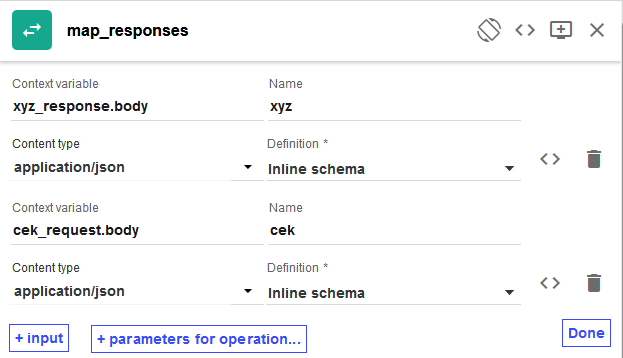 map_responses
Context variable Name
xyz_response.body xyz
Content type Definition *
application/json Inline schema
Context variable Name
cek_request.body cek
Content type Definition *
application/json Inline schema
+ input + parameters for operation... Done